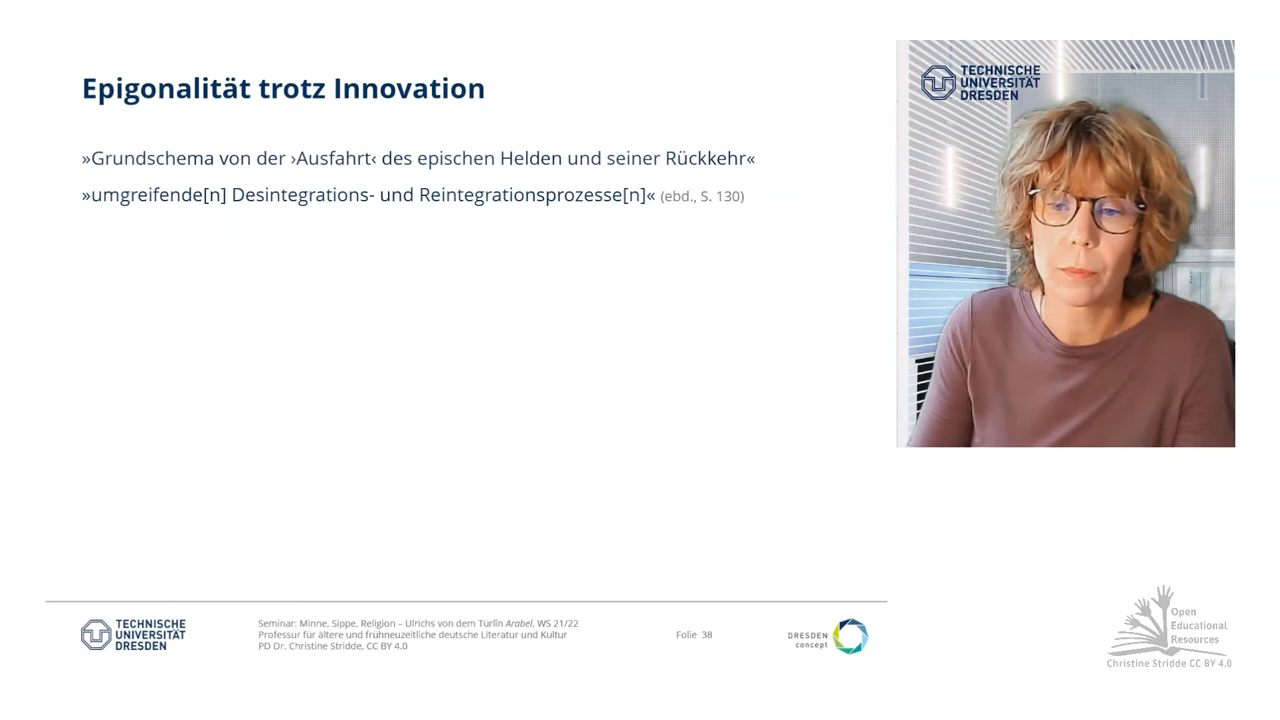 Epigonalität trotz Innovation
»Grundschema von der ›Ausfahrt‹ des epischen Helden und seiner Rückkehr«
»umgreifende[n] Desintegrations- und Reintegrationsprozesse[n]« (ebd., S. 130)
TECHNISCHE
UNIVERSITÄT
DRESDEN
TECHNISCHE
UNIVERSITÄT
DRESDEN
Seminar: Minne, Sippe, Religion – Ulrichs von dem Türlîn Arabel, WS 21/22
Professur für ältere und frühneuzeitliche deutsche Literatur und Kultur
PD Dr. Christine Stridde, CC BY 4.0
Folie 38
DRESDEN
concept
Open
Educational
Resources
Christine Stridde CC BY 4.0